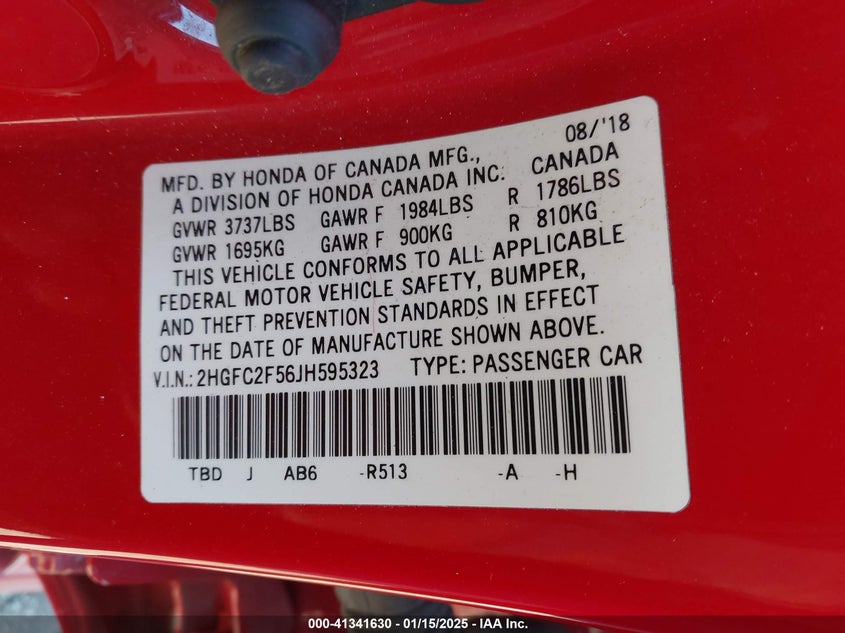 08/'18
MFD. BY HONDA OF CANADA MFG., CANADA
A DIVISION OF HONDA CANADA INC.
GVWR 3737LBS GAWR F 1984LBS R 1786LBS
GVWR 1695KG GAWR F 900KG R 810KG
THIS VEHICLE CONFORMS TO ALL APPLICABLE
FEDERAL MOTOR VEHICLE SAFETY, BUMPER,
AND THEFT PREVENTION STANDARDS IN EFFECT
ON THE DATE OF MANUFACTURE SHOWN ABOVE.
V.I.N.: 2HGFC2F56JH595323 TYPE: PASSENGER CAR
TBD J AB6 -R513 -A -H
000-41341630 - 01/15/2025 - IAA Inc.